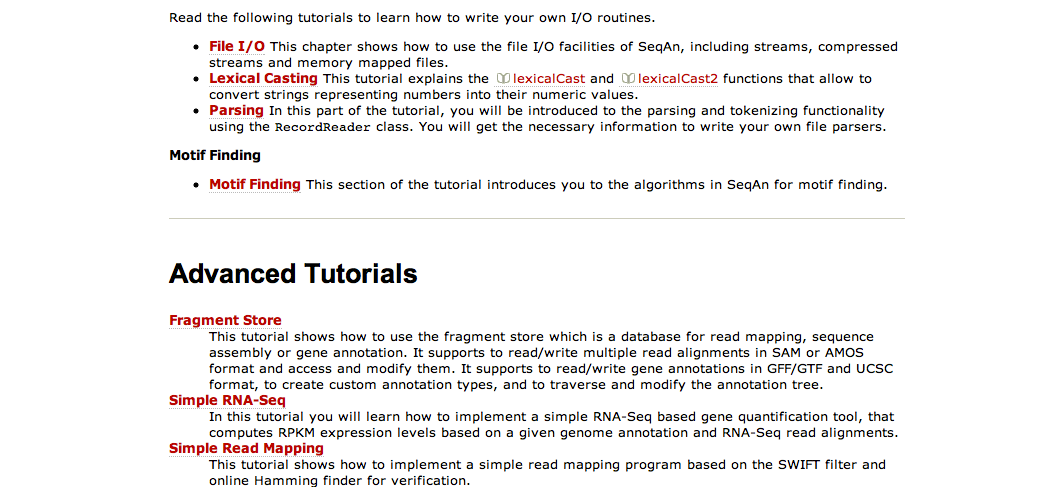 Read the following tutorials to learn how to write your own I/O routines.
• File I/O This chapter shows how to use the file I/O facilities of SeqAn, including streams, compressed
streams and memory mapped files.
• Lexical Casting This tutorial explains the lexicalCast and lexicalCast2 functions that allow to
convert strings representing numbers into their numeric values.
• Parsing In this part of the tutorial, you will be introduced to the parsing and tokenizing functionality
using the RecordReader class. You will get the necessary information to write your own file parsers.
Motif Finding
• Motif Finding This section of the tutorial introduces you to the algorithms in SeqAn for motif finding.
Advanced Tutorials
Fragment Store
This tutorial shows how to use the fragment store which is a database for read mapping, sequence
assembly or gene annotation. It supports to read/write multiple read alignments in SAM or AMOS
format and access and modify them. It supports to read/write gene annotations in GFF/GTF and UCSC
format, to create custom annotation types, and to traverse and modify the annotation tree.
Simple RNA-Seq
In this tutorial you will learn how to implement a simple RNA-Seq based gene quantification tool, that
computes RPKM expression levels based on a given genome annotation and RNA-Seq read alignments.
Simple Read Mapping
This tutorial shows how to implement a simple read mapping program based on the SWIFT filter and
online Hamming finder for verification.